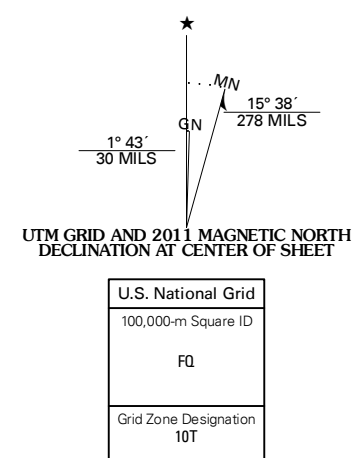 ★
MN
15° 38´
278 MILS
GN
1° 43´
30 MILS
UTM GRID AND 2011 MAGNETIC NORTH
DECLINATION AT CENTER OF SHEET
U.S. National Grid
100,000-m Square ID
FQ
Grid Zone Designation
10T